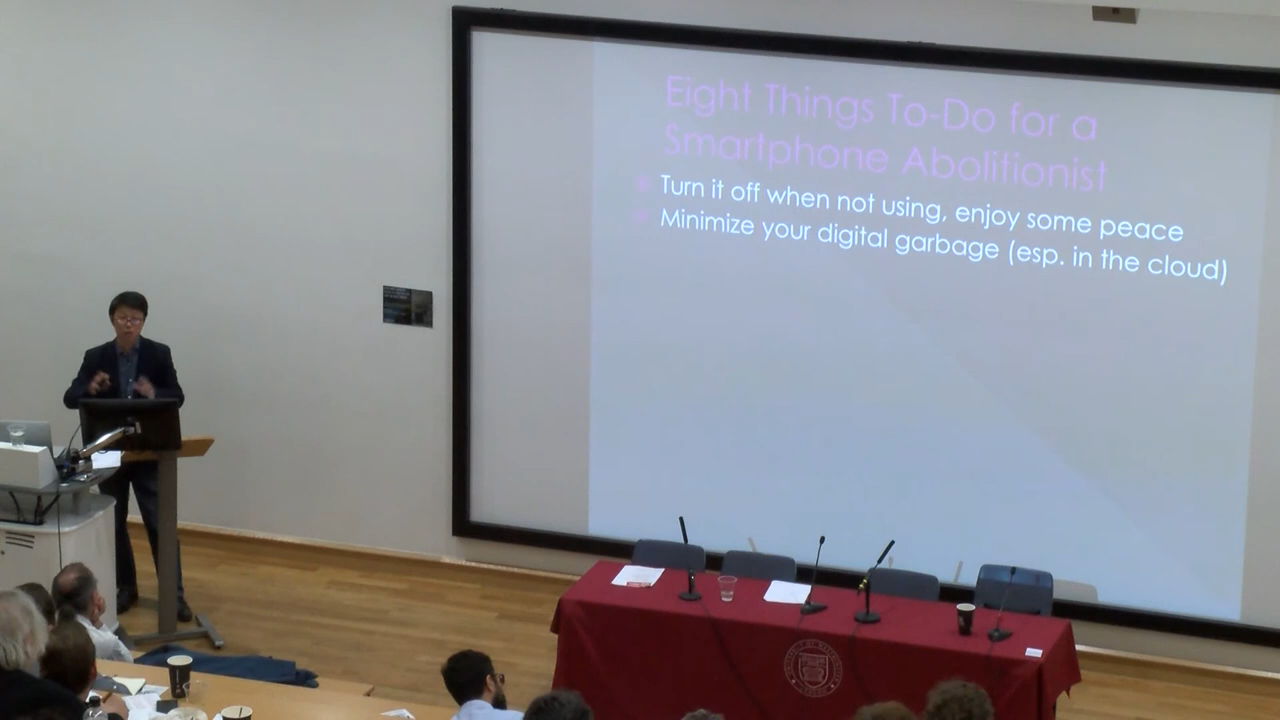 Eight Things To-Do for a
Smartphone Abolitionist
Turn it off when not using, enjoy some peace
Minimize your digital garbage (esp. in the cloud)